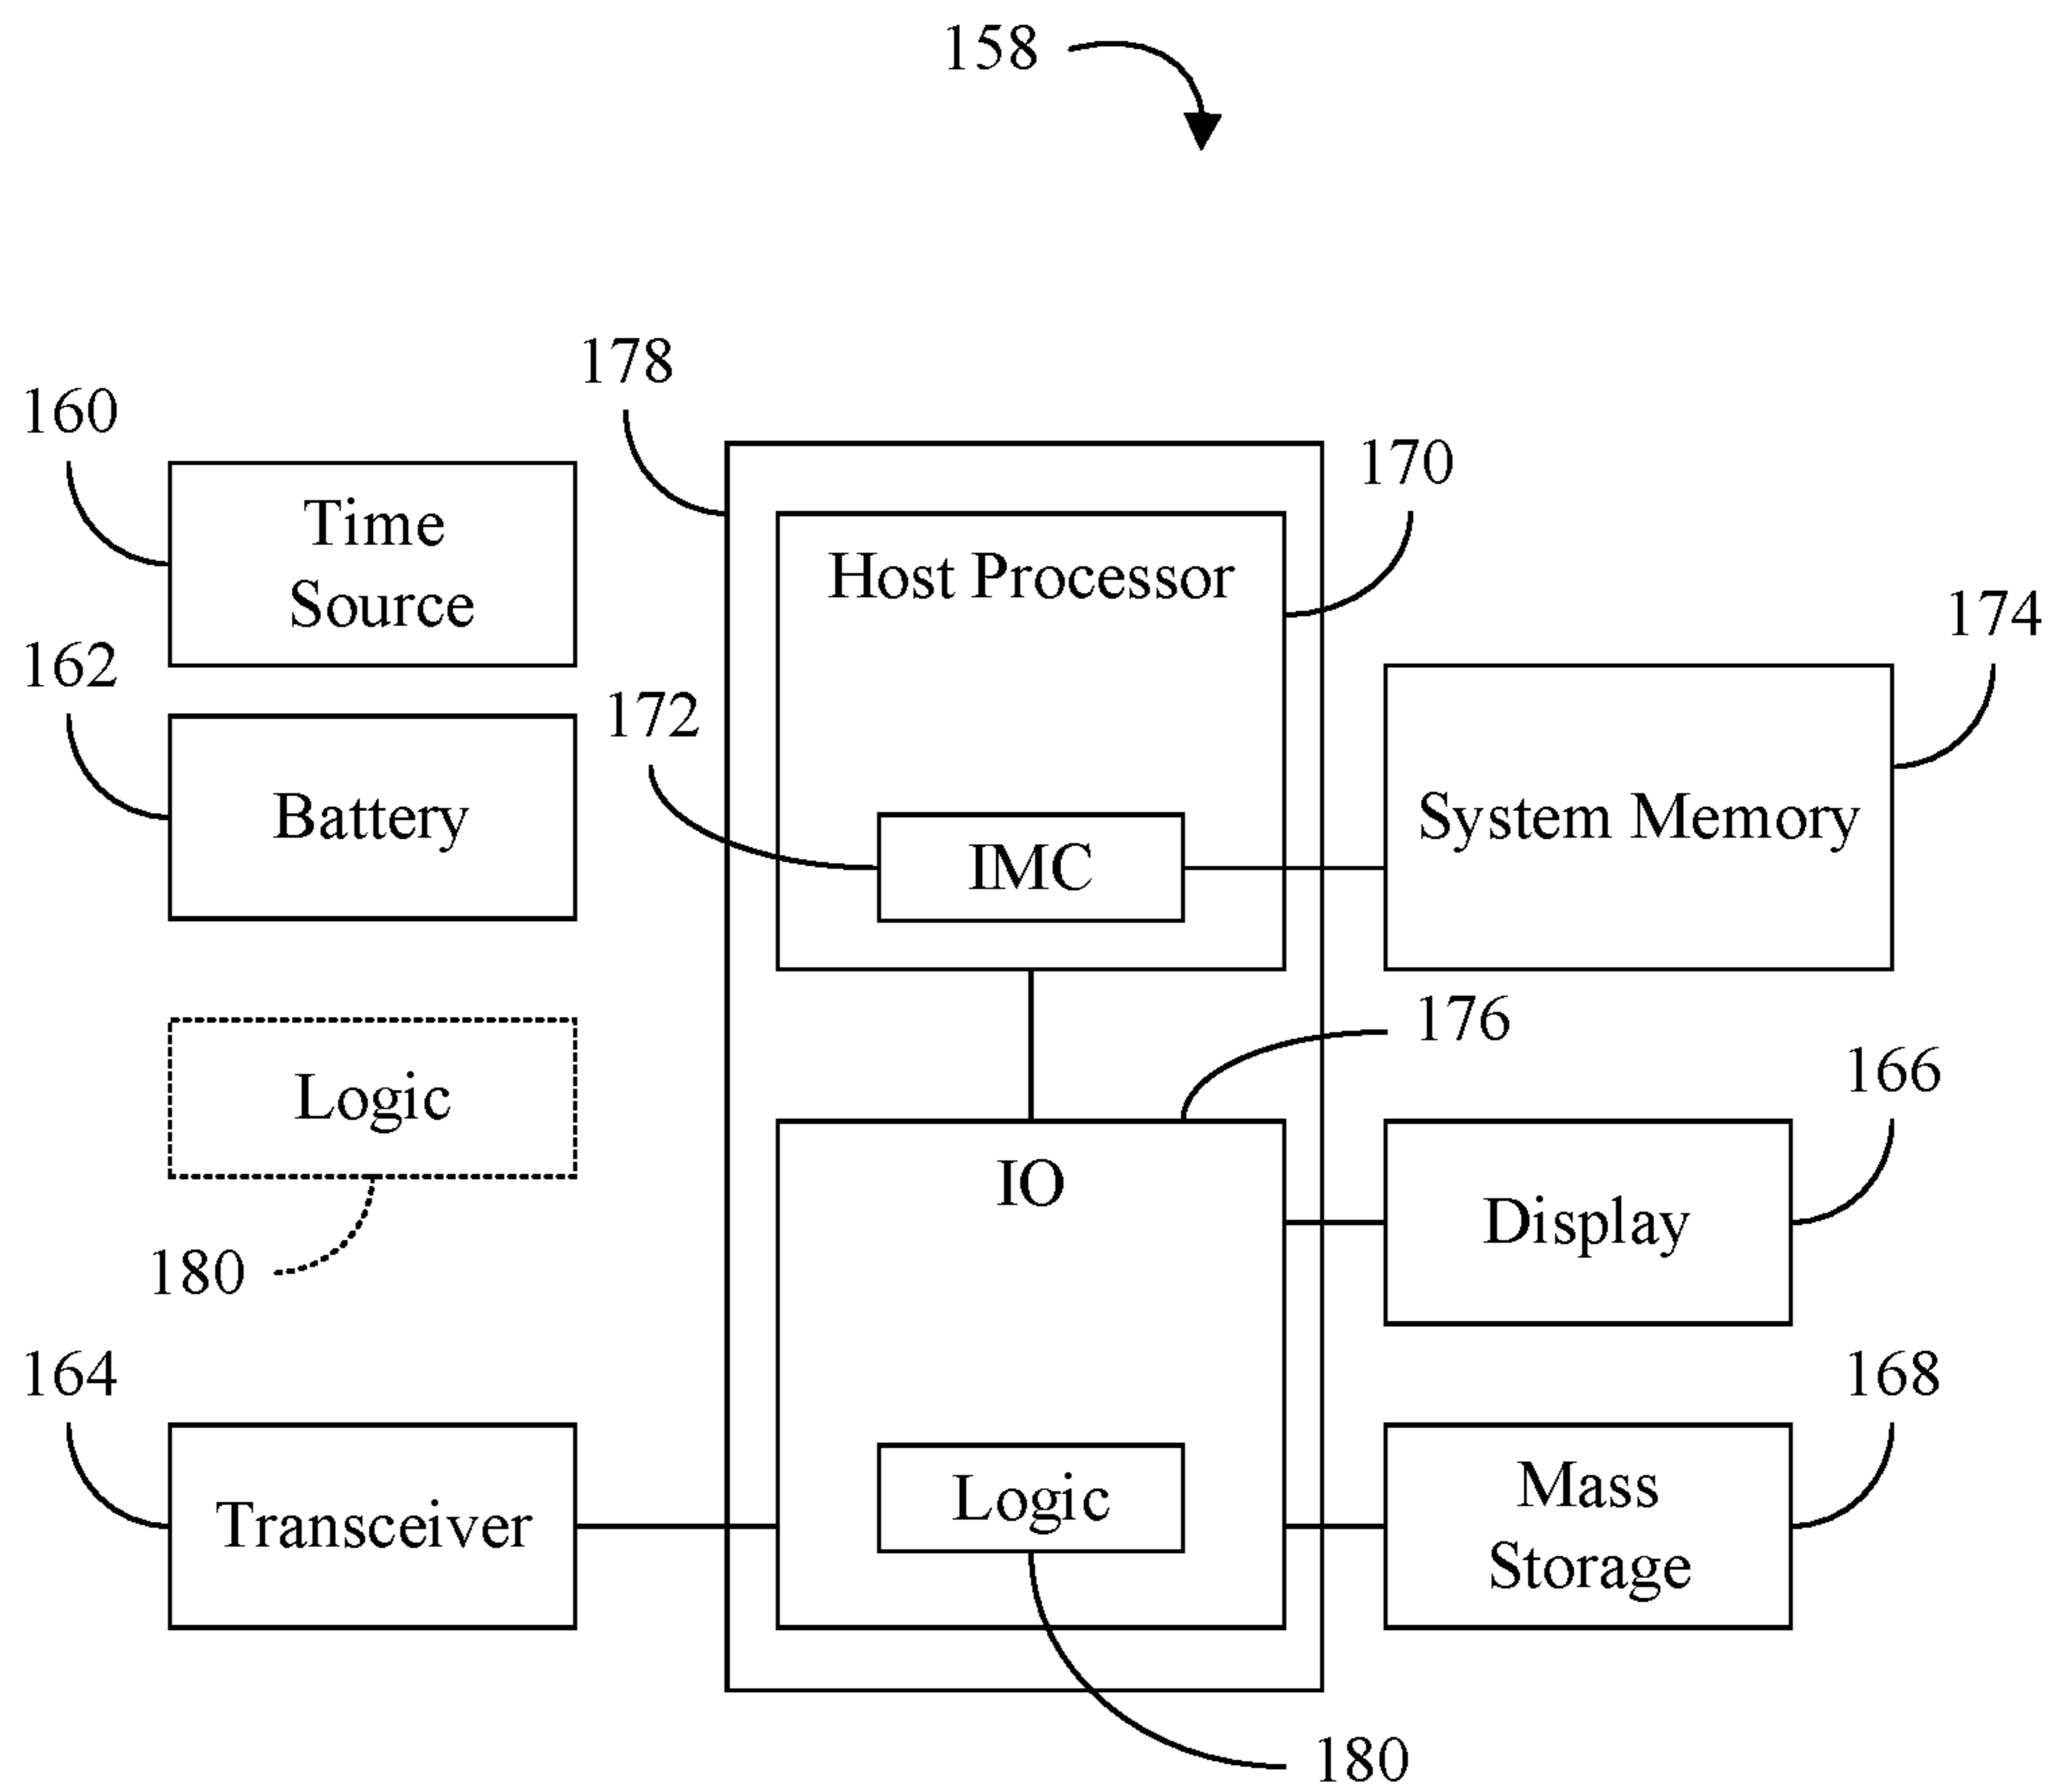 158
178
160
170
Time
Source
Host Processor
174
162
172
Battery
IMC
System Memory
176
166
Logic
IO
Display
180
164
168
Transceiver
Logic
Mass
Storage
180